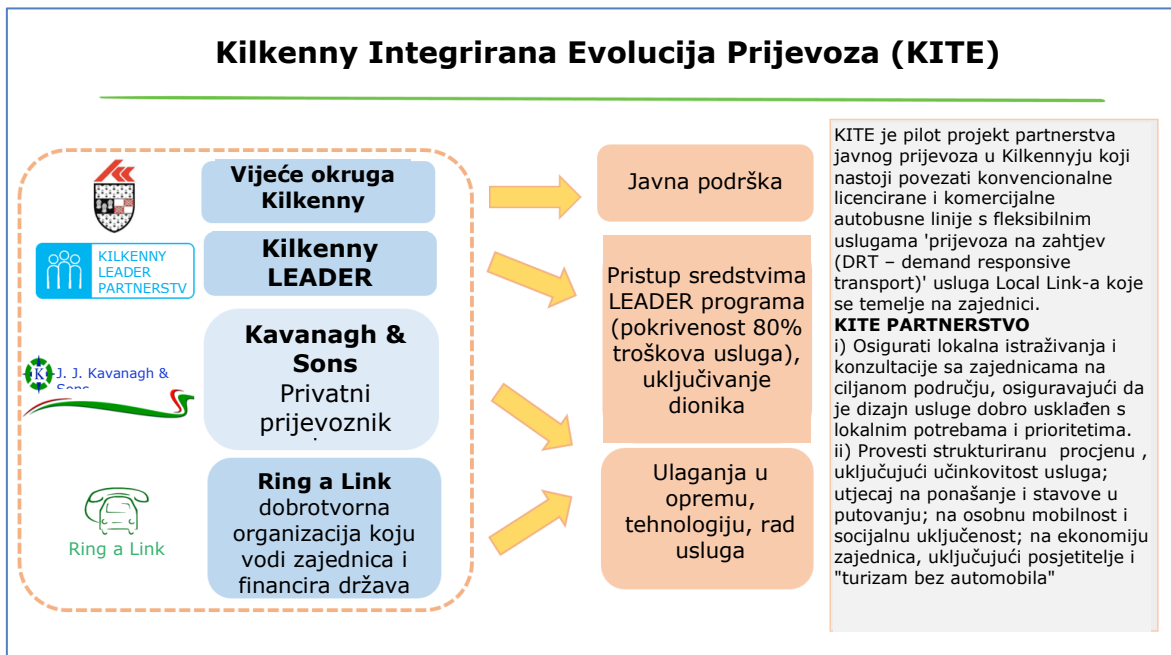 Kilkenny Integrirana Evolucija Prijevoza (KITE)
Vijeće okruga
Kilkenny
KILKENNY
LEADER
PARTNERSTV
Kilkenny
LEADER
J. J. Kavanagh &
Sons
K
Kavanagh &
Sons
Privatni
prijevoznik
Ring a Link
Ring a Link
dobrotvorna
organizacija koju
vodi zajednica i
financira država
Javna podrška
Pristup sredstvima
LEADER programa
(pokrivenost 80%
troškova usluga),
uključivanje
dionika
Ulaganja u
opremu,
tehnologiju, rad
usluga
KITE je pilot projekt partnerstva
javnog prijevoza u Kilkennyju koji
nastoji povezati konvencionalne
licencirane i komercijalne
autobusne linije s fleksibilnim
uslugama 'prijevoza na zahtjev
(DRT – demand responsive
transport)' usluga Local Link-a koje
se temelje na zajednici.
KITE PARTNERSTVO
i) Osigurati lokalna istraživanja i
konzultacije sa zajednicama na
ciljanom području, osiguravajući da
je dizajn usluge dobro usklađen s
lokalnim potrebama i prioritetima.
ii) Provesti strukturiranu procjenu ,
uključujući učinkovitost usluga;
utjecaj na ponašanje i stavove u
putovanju; na osobnu mobilnost i
socijalnu uključenost; na ekonomiju
zajednica, uključujući posjetitelje i
"turizam bez automobila"